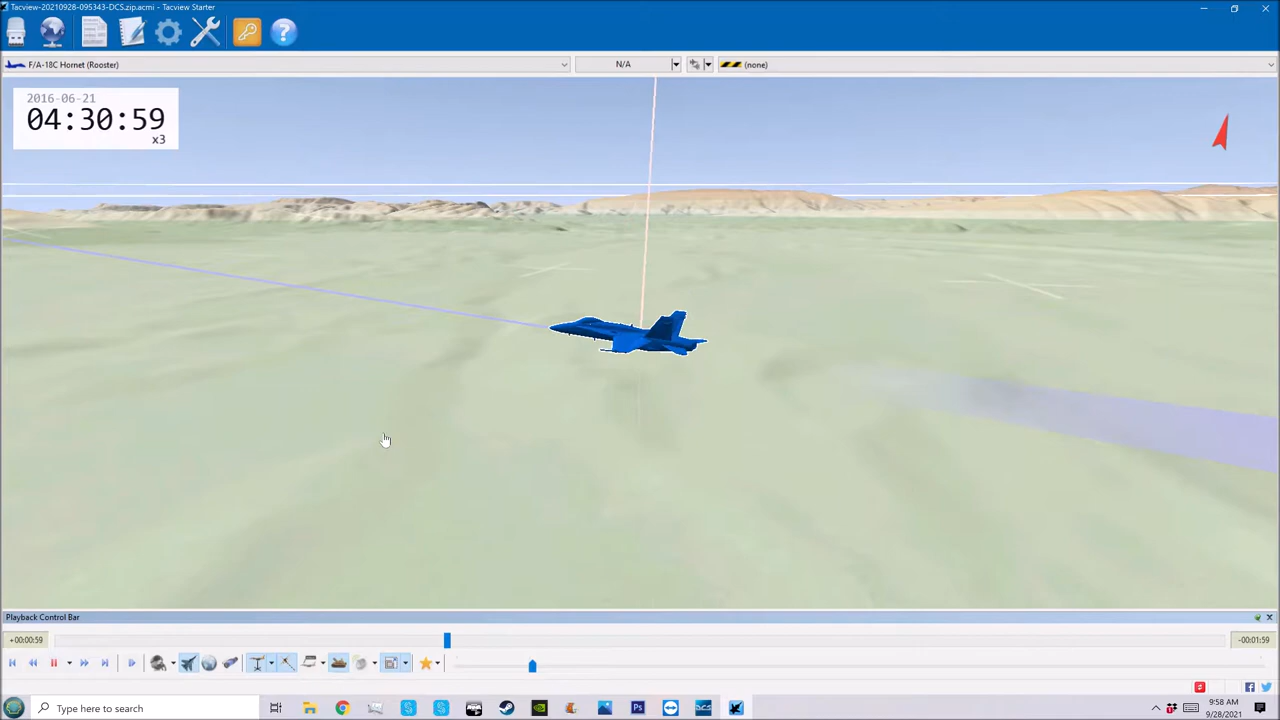 Tacview-20210928-095343-DCS.zip.acmi - Tacview Starter
F/A-18C Hornet (Rooster)
N/A
(none)
2016-06-21
04:30:59
x3
Playback Control Bar
+00:00:59
-00:01:59
Type here to search
Ps
DCS
9:58 AM
9/28/2021